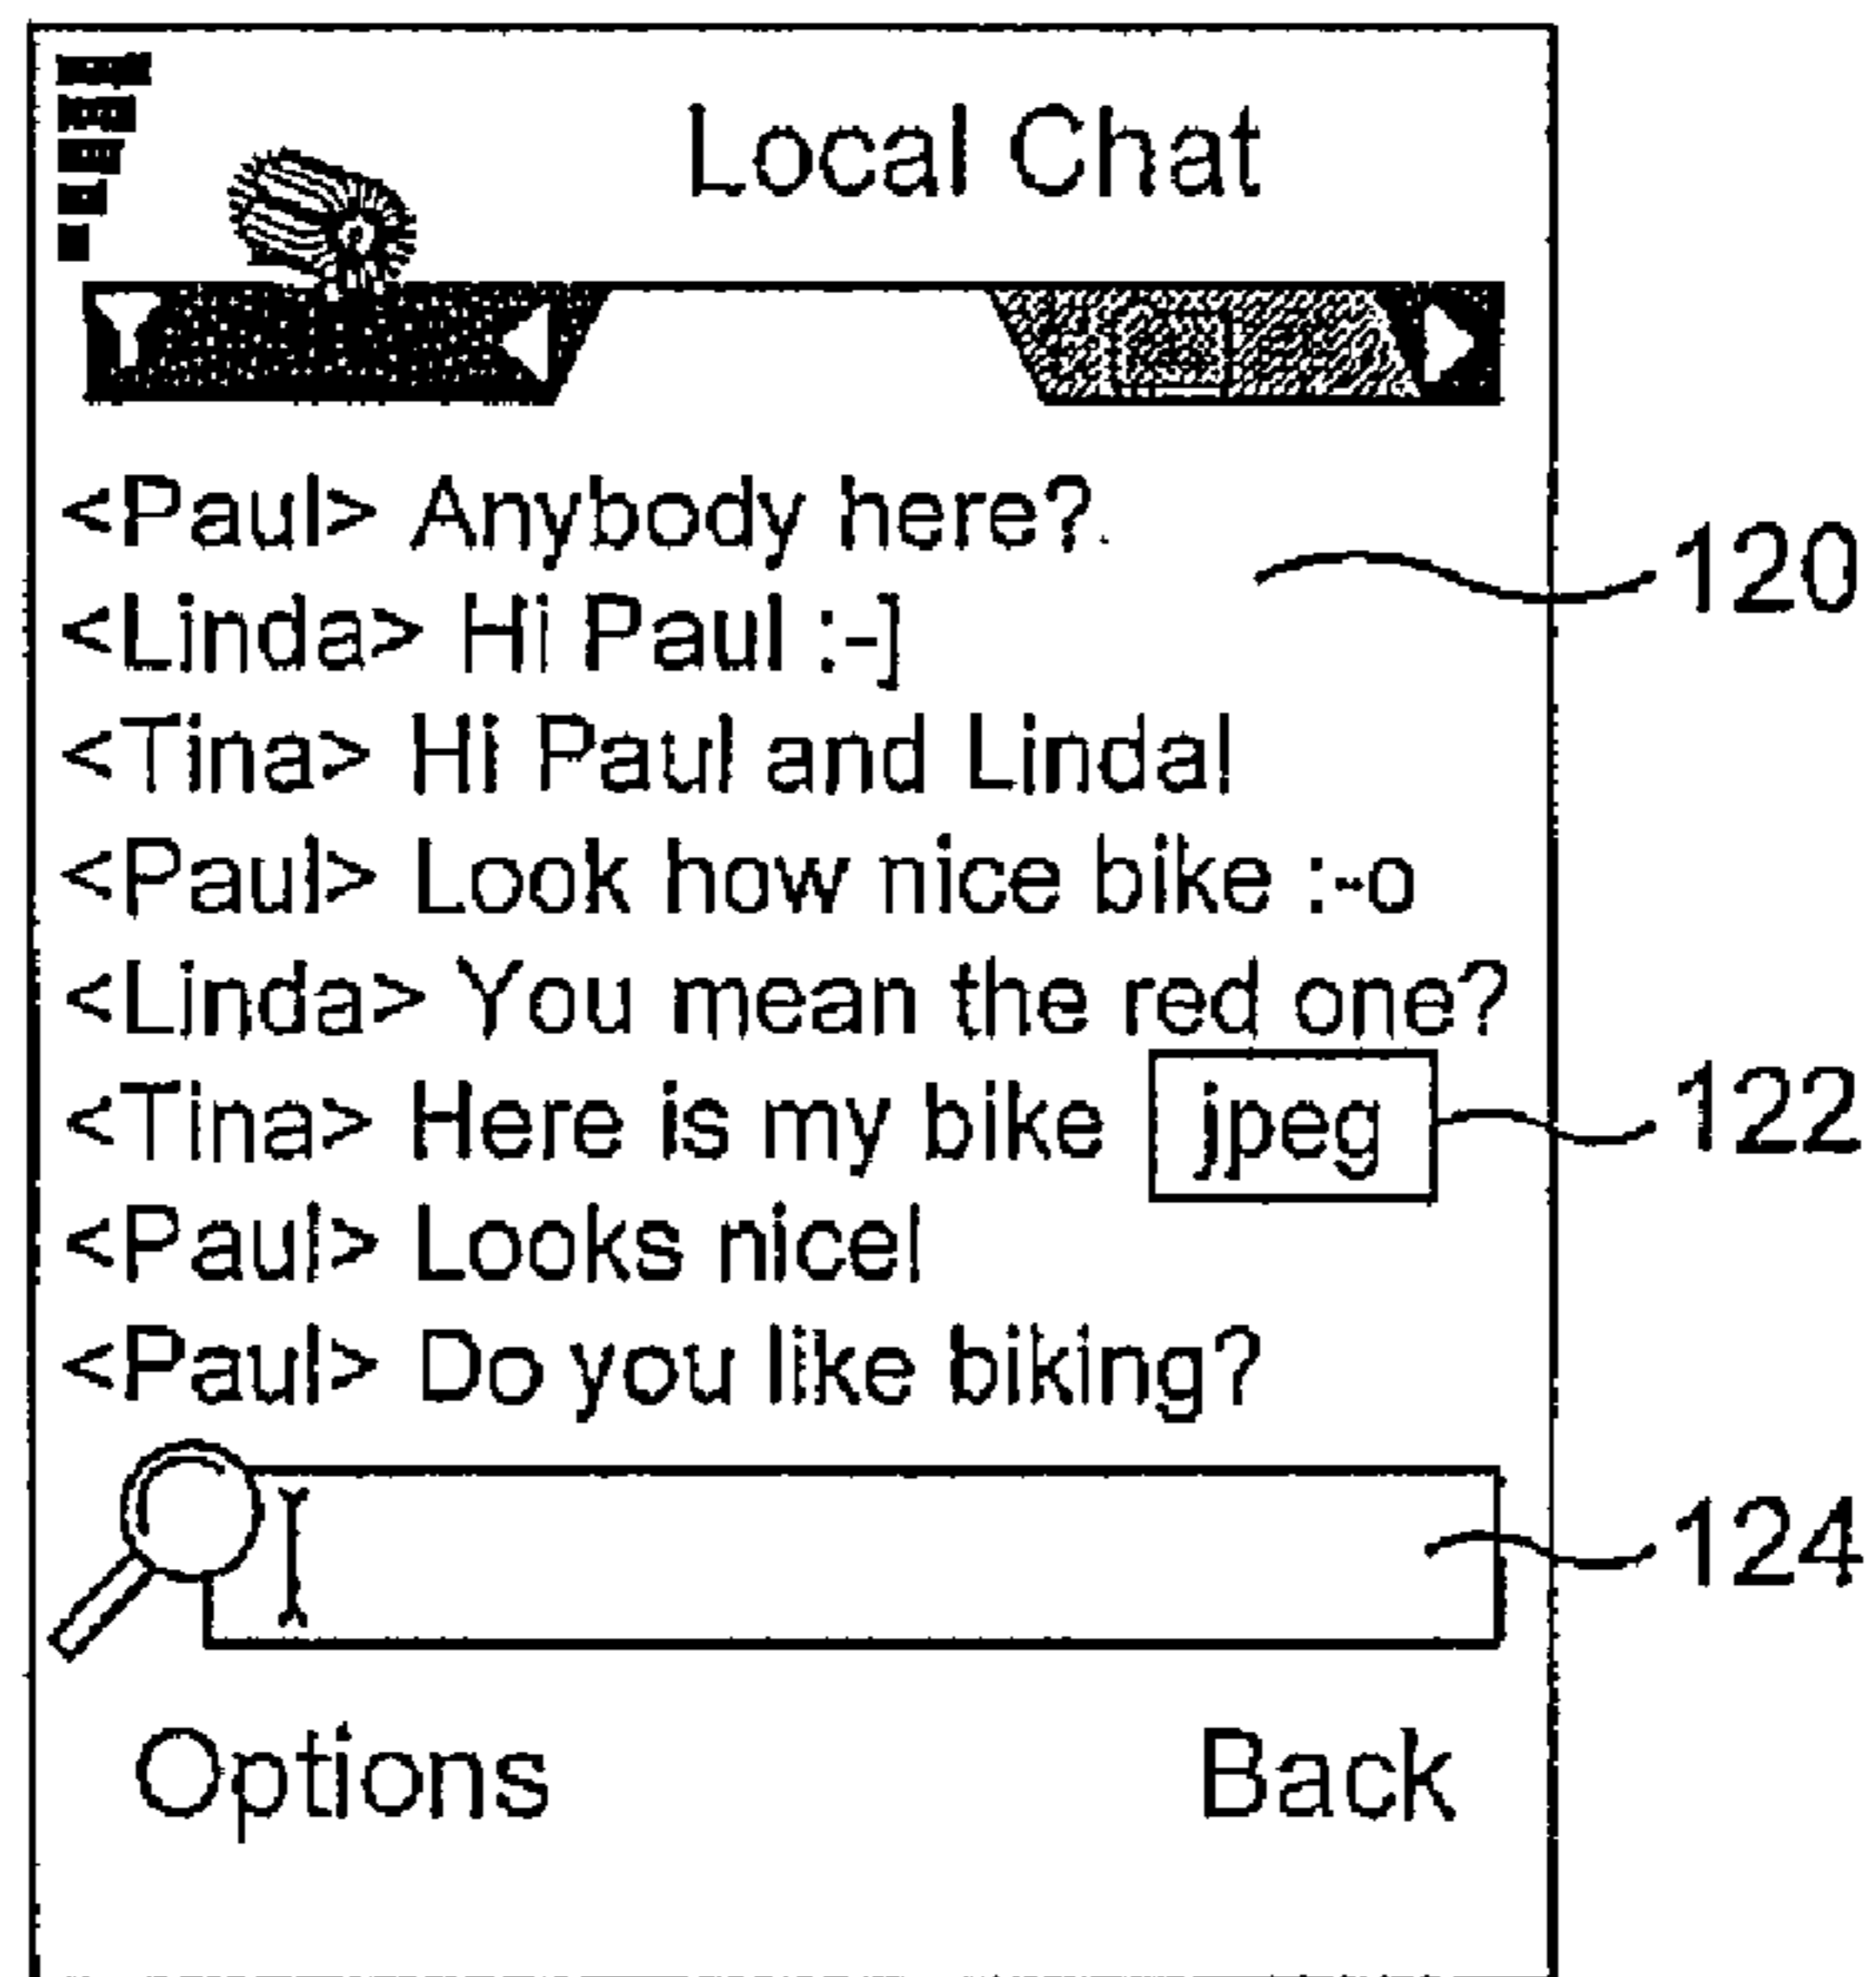 Local Chat
<Paul> Anybody here?.
<Linda> Hi Paul :-]
<Tina> Hi Paul and Linda!
<Paul> Look how nice bike :-o
<Linda> You mean the red one?
<Tina> Here is my bike jpeg
<Paul> Looks nice!
<Paul> Do you like biking?
Options Back
120
122
124